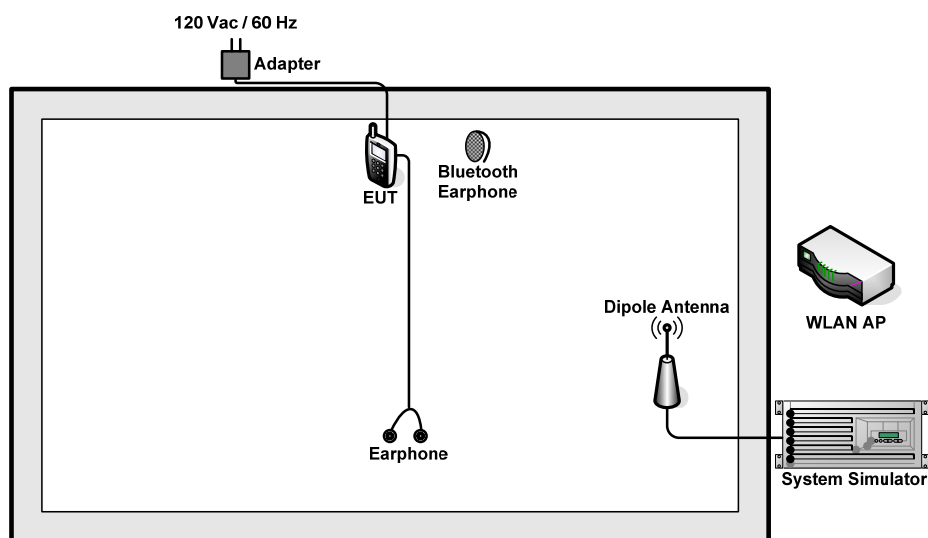 120 Vac / 60 Hz
Adapter
Bluetooth
Earphone
EUT
Dipole Antenna
WLAN AP
Earphone
System Simulator